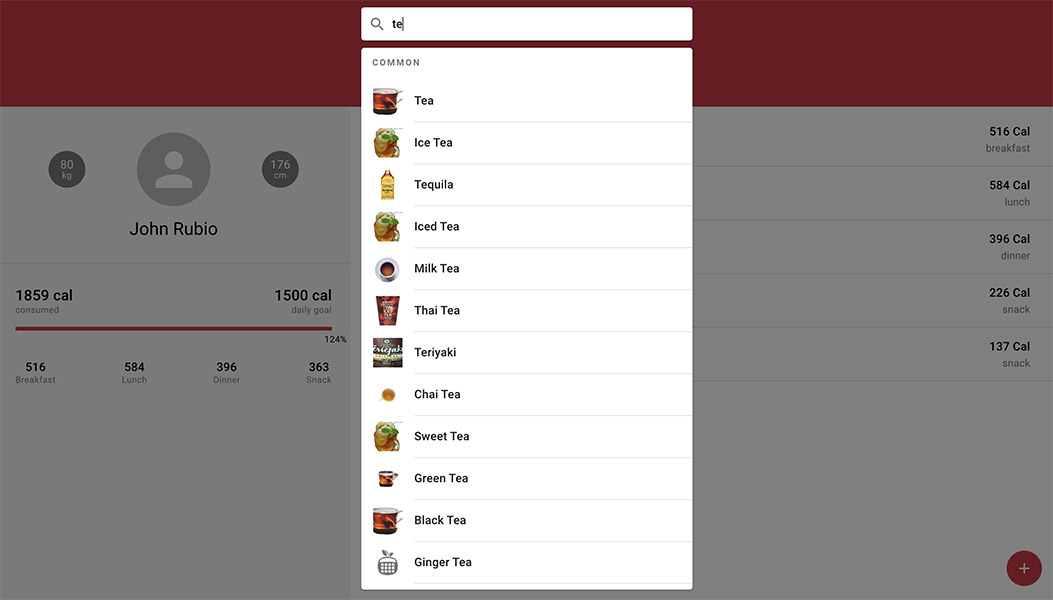 te
COMMON
Tea
Ice Tea
Tequila
Iced Tea
Milk Tea
Thai Tea
Teriyaki
Chai Tea
Sweet Tea
Green Tea
Black Tea
Ginger Tea
80
kg
176
cm
John Rubio
1859 cal
consumed
1500 cal
daily goal
124%
516
Breakfast
584
Lunch
396
Dinner
363
Snack
516 Cal
breakfast
584 Cal
lunch
396 Cal
dinner
226 Cal
snack
137 Cal
snack
+